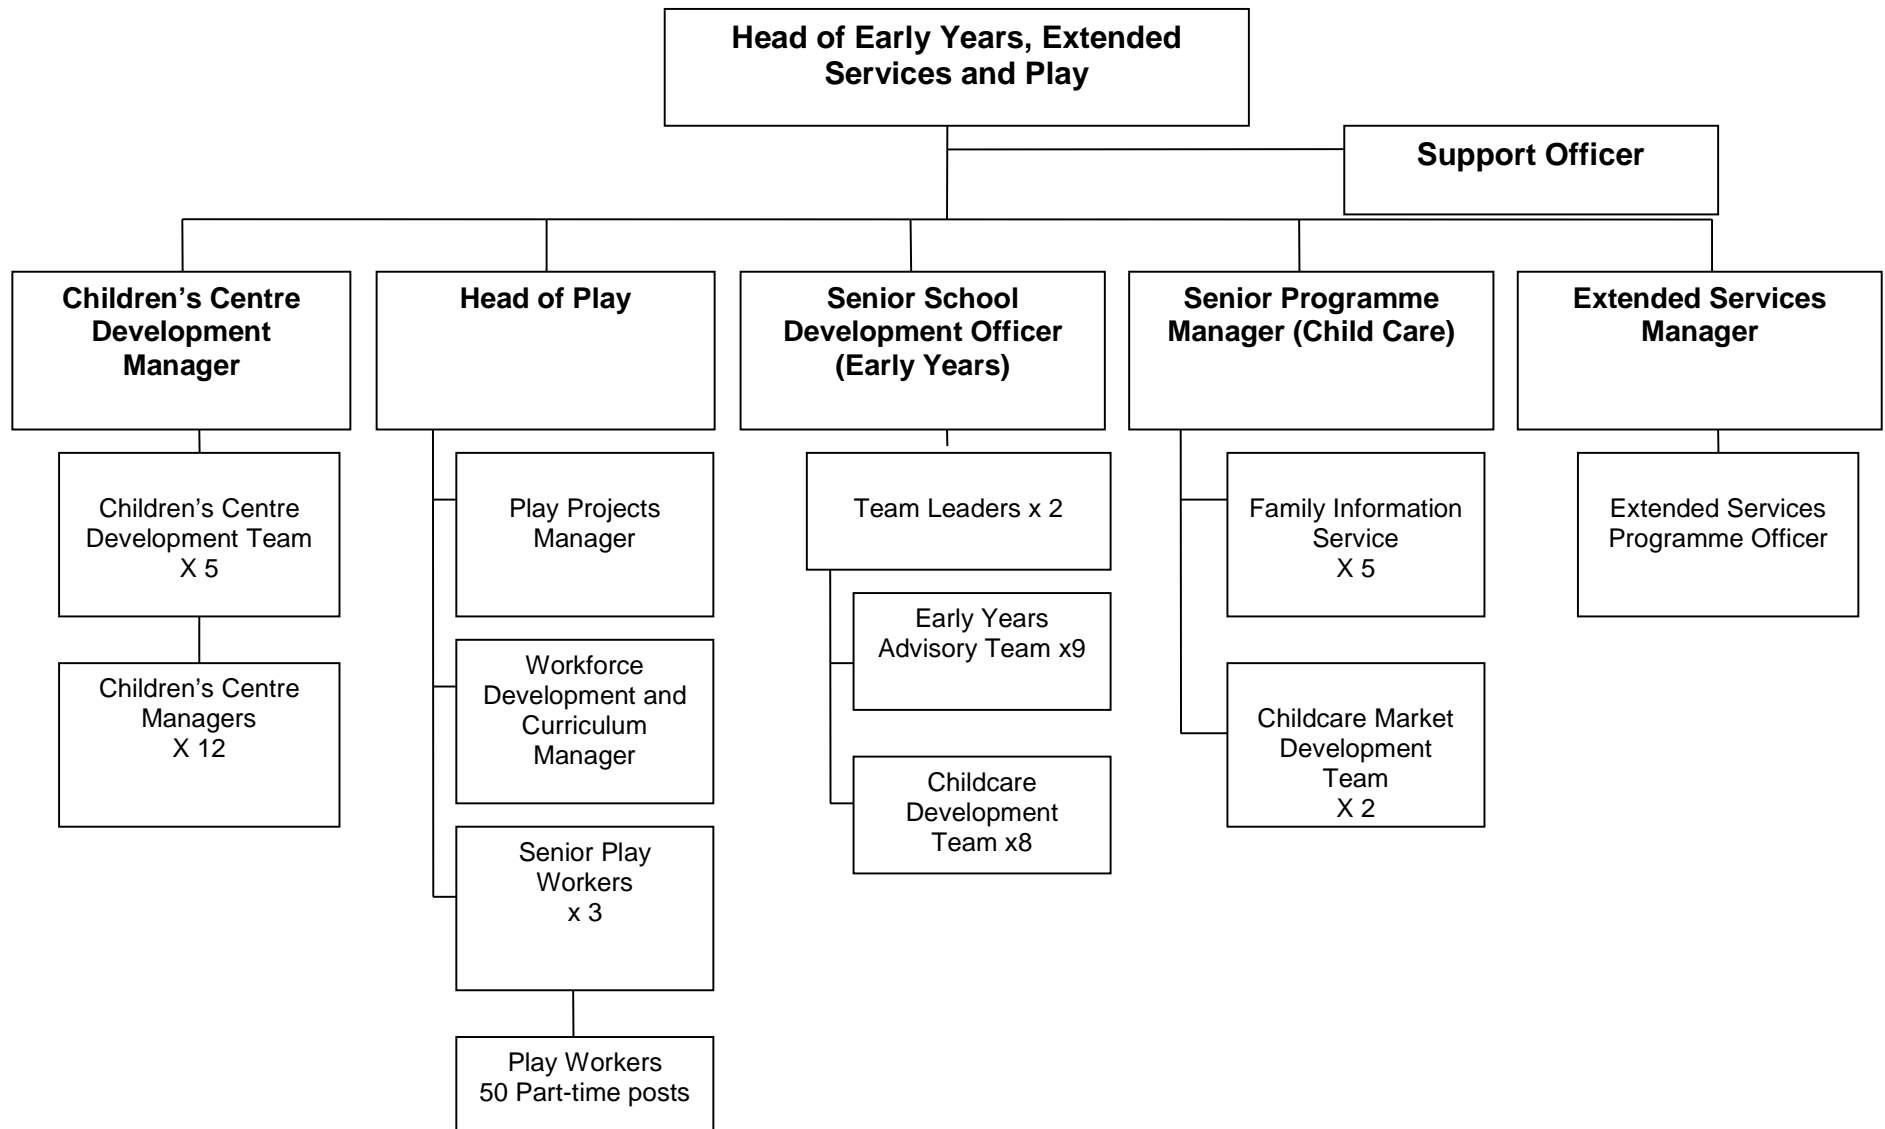 Head of Early Years, Extended
Services and Play
Support Officer
Children’s Centre
Development
Manager
Head of Play
Senior School
Development Officer
(Early Years)
Senior Programme
Manager (Child Care)
Extended Services
Manager
Children’s Centre
Development Team
X 5
Children’s Centre
Managers
X 12
Play Projects
Manager
Workforce
Development and
Curriculum
Manager
Senior Play
Workers
x 3
Play Workers
50 Part-time posts
Team Leaders x 2
Early Years
Advisory Team x9
Childcare
Development
Team x8
Family Information
Service
X 5
Childcare Market
Development
Team
X 2
Extended Services
Programme Officer